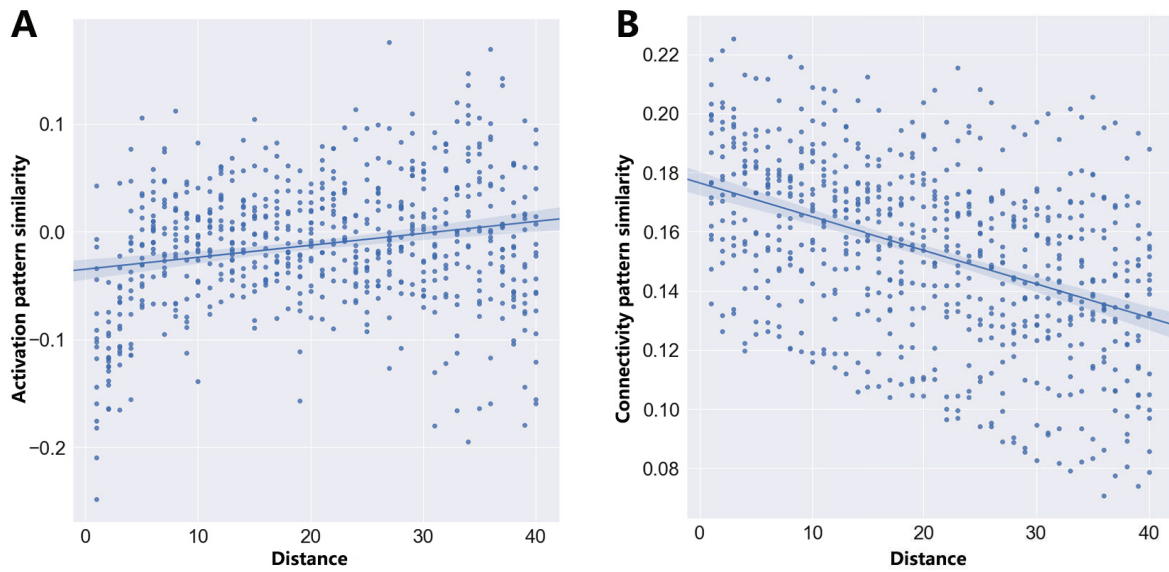 A
Activation pattern similarity
0.1
0.0
−0.1
−0.2
0 10 20 30 40
Distance
B
Connectivity pattern similarity
0.22
0.20
0.18
0.16
0.14
0.12
0.10
0.08
0 10 20 30 40
Distance